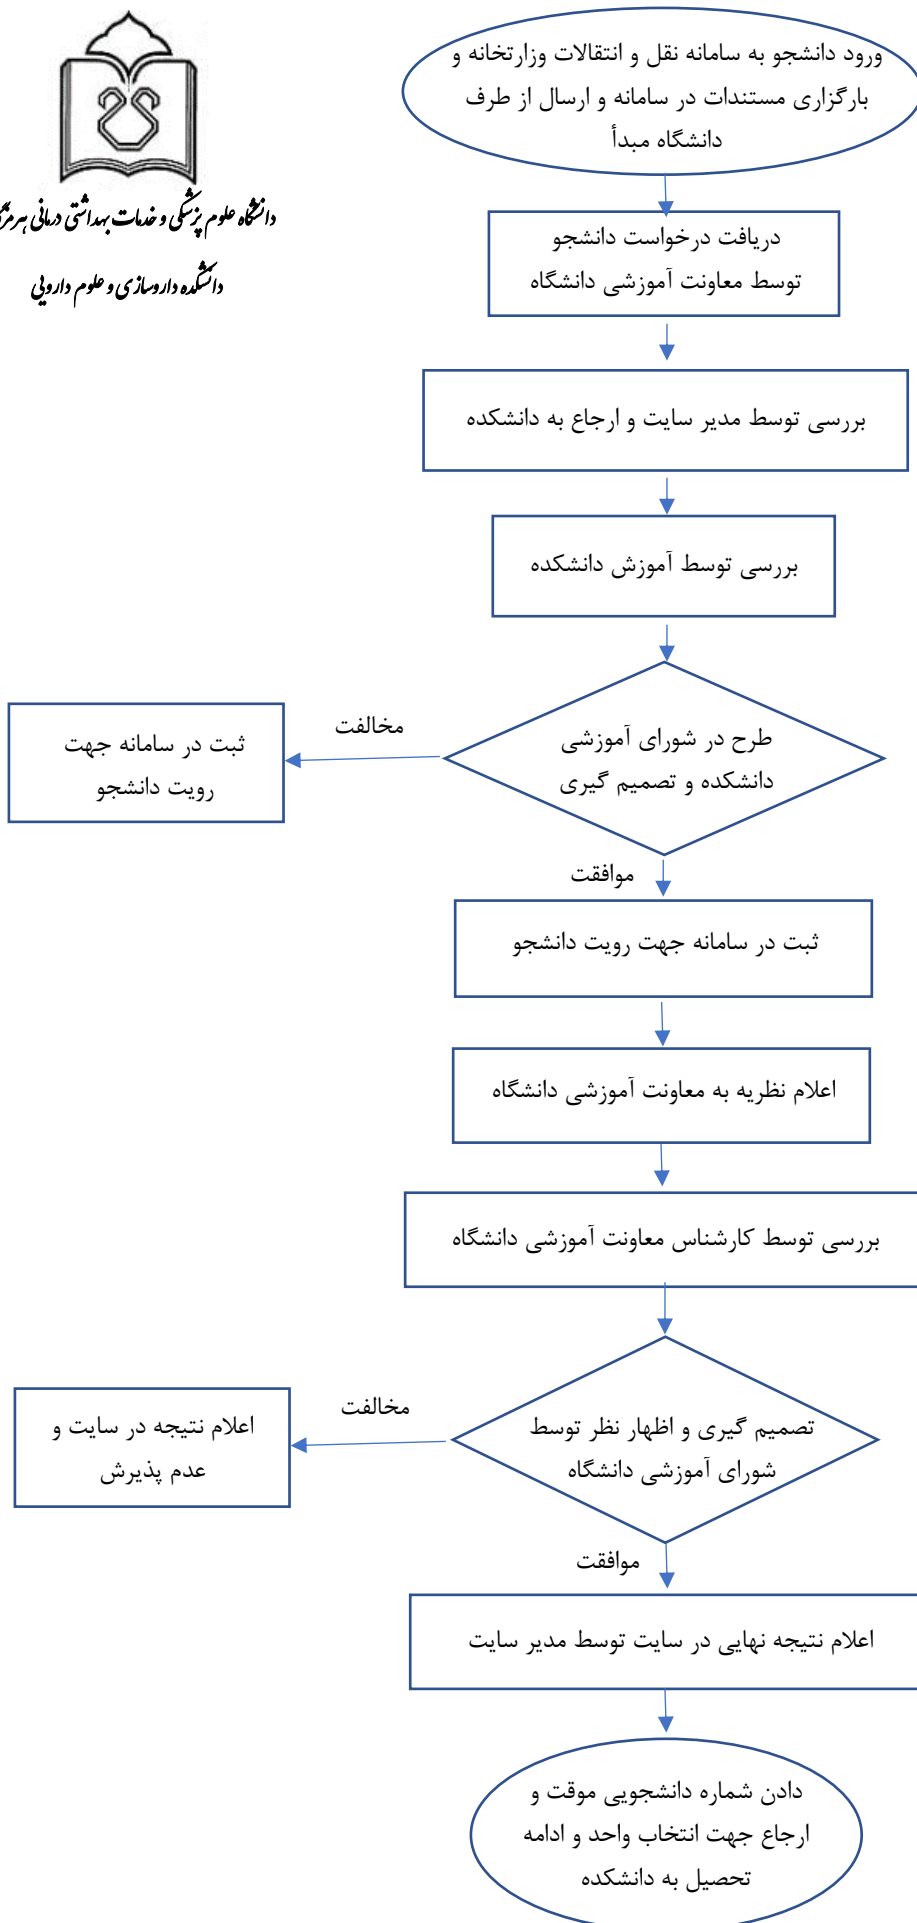 ورود دانشجو به سامانه نقل و انتقالات وزارتخانه و
بارگزاری مستندات در سامانه و ارسال از طرف
دانشگاه مبدأ
دانشگاه علوم پزشکی و خدمات بهداشتی درمانی
دانشکده داروسازی و علوم دارویی
دریافت درخواست دانشجو
توسط معاونت آموزشی دانشگاه
بررسی توسط مدیر سایت و ارجاع به دانشکده
بررسی توسط آموزش دانشکده
طرح در شورای آموزشی
دانشکده و تصمیم گیری
مخالفت
ثبت در سامانه جهت
رویت دانشجو
موافقت
ثبت در سامانه جهت رویت دانشجو
اعلام نظریه به معاونت آموزشی دانشگاه
بررسی توسط کارشناس معاونت آموزشی دانشگاه
تصمیم گیری و اظهار نظر توسط
شورای آموزشی دانشگاه
مخالفت
اعلام نتیجه در سایت و
عدم پذیرش
موافقت
اعلام نتیجه نهایی در سایت توسط مدیر سایت
دادن شماره دانشجویی موقت و
ارجاع جهت انتخاب واحد و ادامه
تحصیل به دانشکده